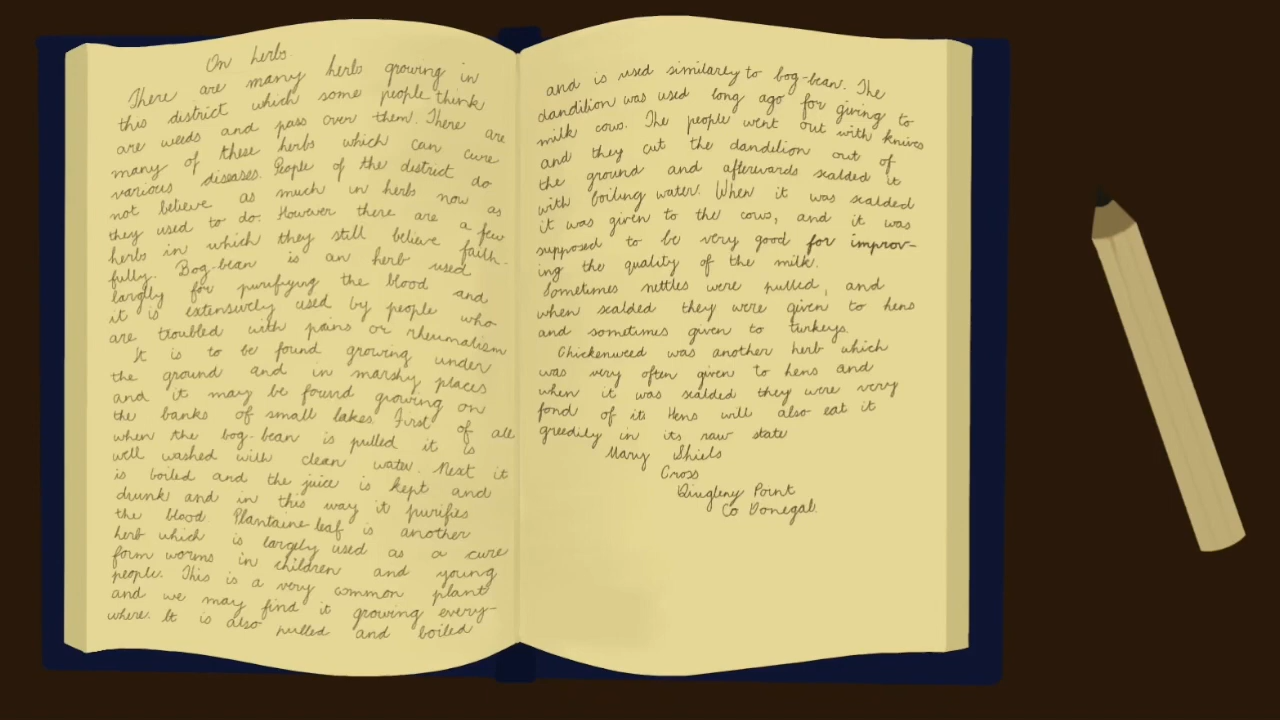 On herbs.
There are many herbs growing in
this district which some people think
are weeds and pass over them. There are
many of these herbs which can cure
various diseases. People of the district do
not believe as much in herbs now as
they used to do. However there are a few
herbs in which they still believe faith-
fully. Bog-bean is an herb used
largly for purifying the blood and
it is extensively used by people who
are troubled with pains or rheumatism
It is to be found growing under
the ground and in marshy places
and it may be found growing on
the banks of small lakes. First of all
when the bog-bean is pulled it is
well washed with clean water. Next it
is boiled and the juice is kept and
drunk and in this way it purifies
the blood. Plantaine leaf is another
herb which is largely used as a cure
form worms in children and young
people. This is a very common plant
and we may find it growing every-
where. It is also pulled and boiled
and is used similarey to bog-bean. The
dandilion was used long ago for giving to
milk cows. The people went out with knives
and they cut the dandelion out of
the ground and afterwards scalded it
with boiling water. When it was scalded
it was given to the cows, and it was
supposed to be very good for improv-
ing the quality of the milk.
Sometimes nettles were pulled, and
when scalded they were given to hens
and sometimes given to turkeys.
Chickenweed was another herb which
was very often given to hens and
when it was scalded they were very
fond of it. Hens will also eat it
greedily in its raw state
Mary Shiels
Cross
Point
Co Donegal.